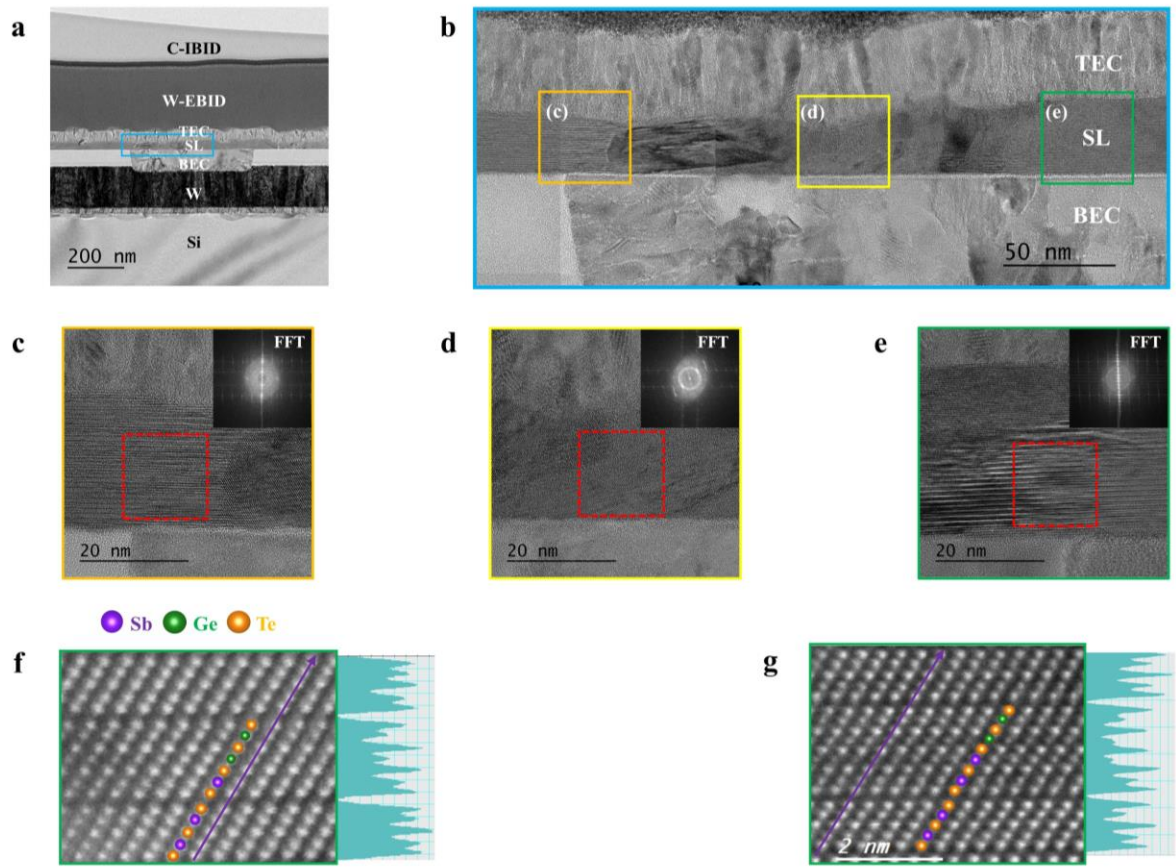 a
C-IBID
W-EBID
TEC
SL
BEC
W
Si
200 nm
b
TEC
(c)
(d)
(e)
SL
BEC
50 nm
c
FFT
20 nm
d
FFT
20 nm
e
FFT
20 nm
Sb Ge Te
f
g
2 nm